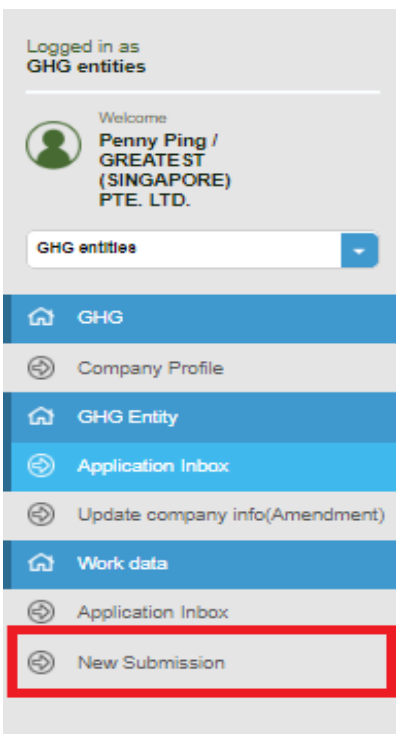 Logged in as
GHG entities
Welcome
Penny Ping /
GREATEST
(SINGAPORE)
PTE. LTD.
GHG entities
GHG
Company Profile
GHG Entity
Application Inbox
Update company info(Amendment)
Work data
Application Inbox
New Submission